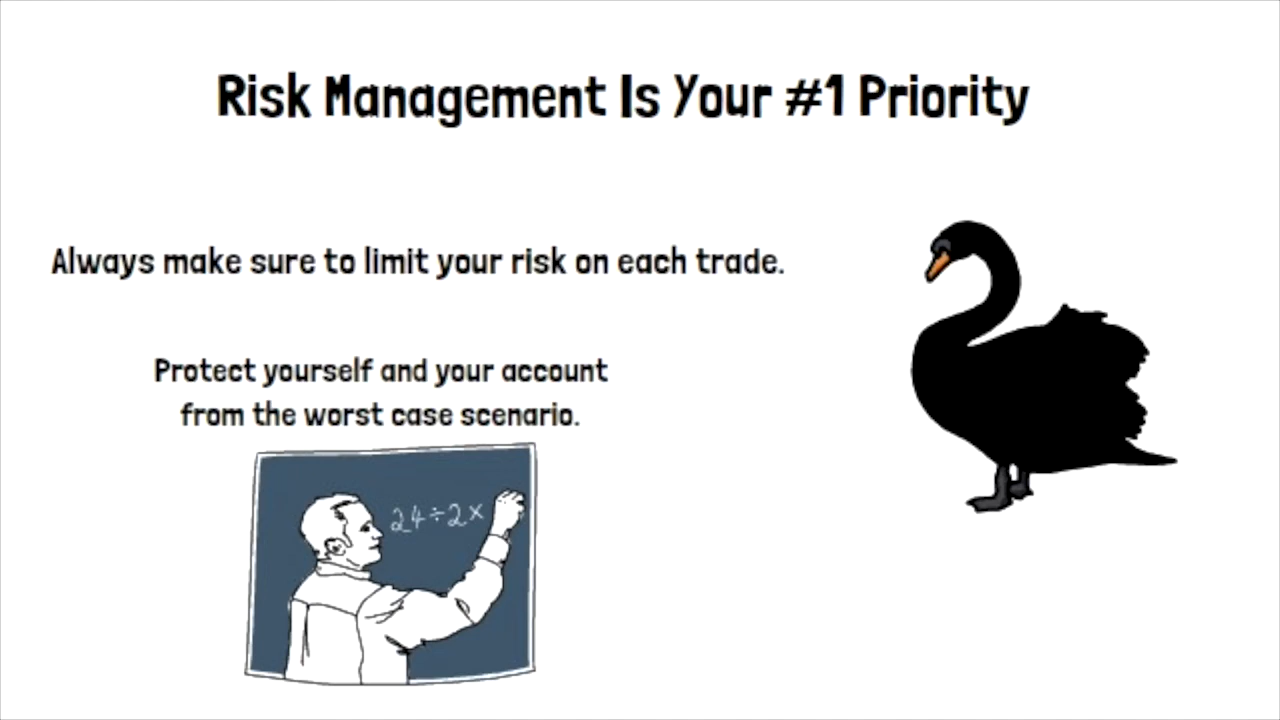 Risk Management Is Your #1 Priority
Always make sure to limit your risk on each trade.
Protect yourself and your account
from the worst case scenario.
24÷2x